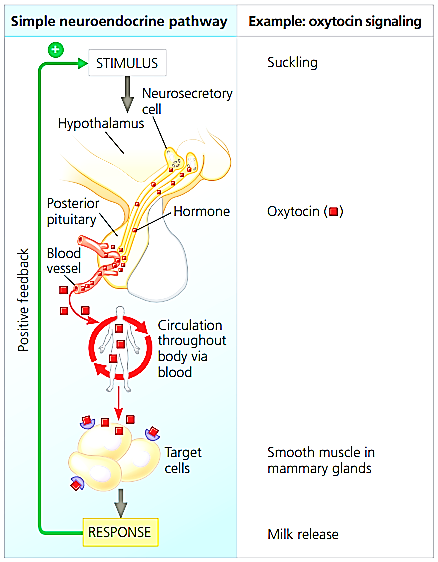 Simple neuroendocrine pathway
Example: oxytocin signaling
+
STIMULUS
Suckling
Neurosecretory
cell
Hypothalamus
Posterior
pituitary
Hormone
Oxytocin ( )
Blood
vessel
Positive feedback
Circulation
throughout
body via
blood
Target
cells
Smooth muscle in
mammary glands
RESPONSE
Milk release